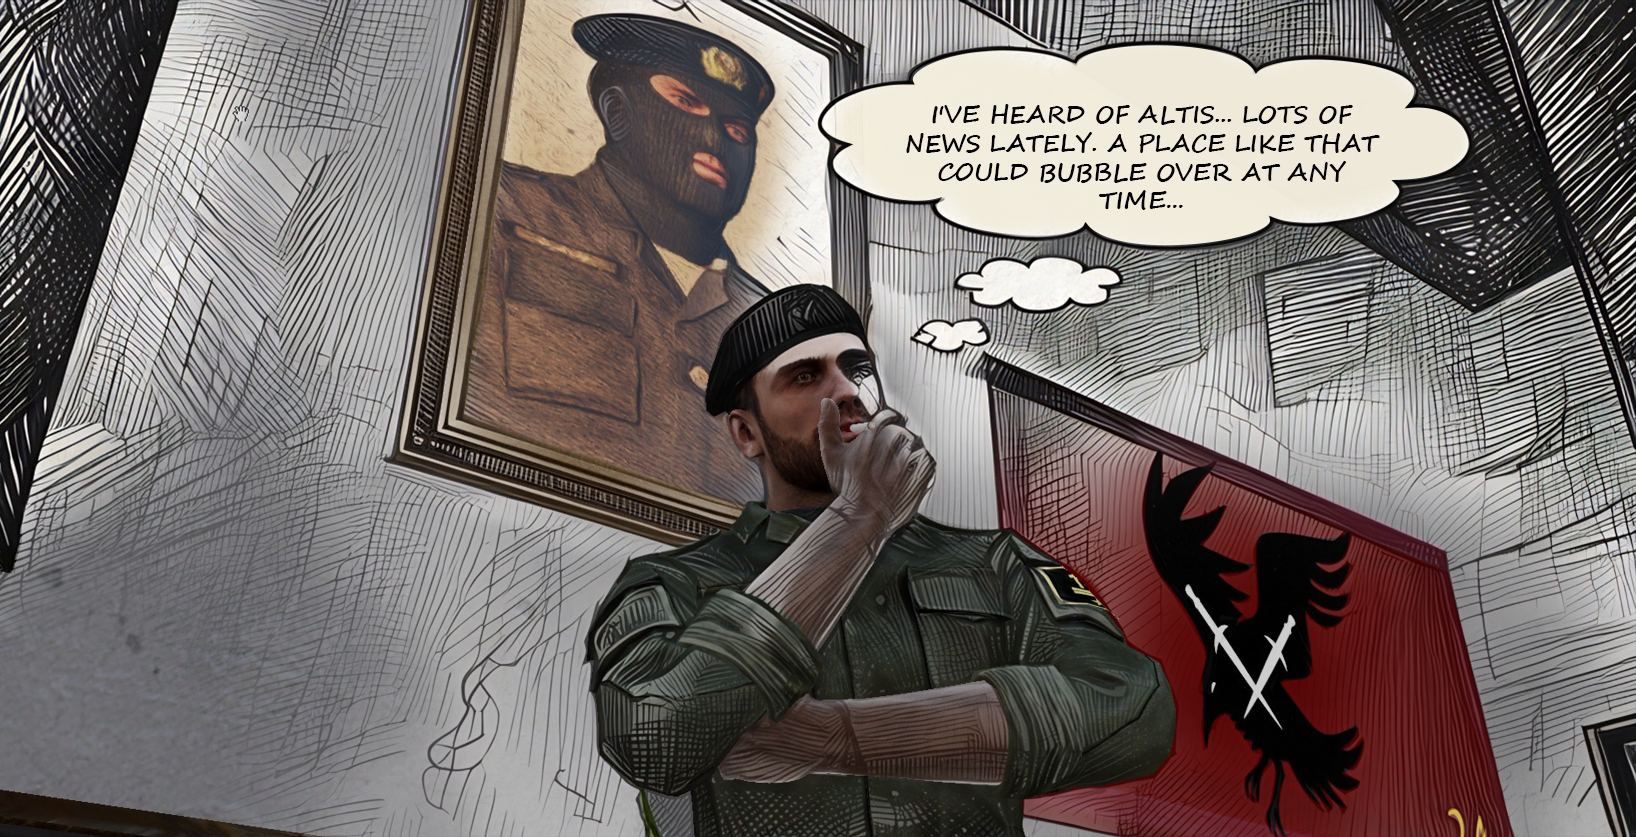 I'VE HEARD OF ALTIS... LOTS OF
NEWS LATELY. A PLACE LIKE THAT
COULD BUBBLE OVER AT ANY
TIME...